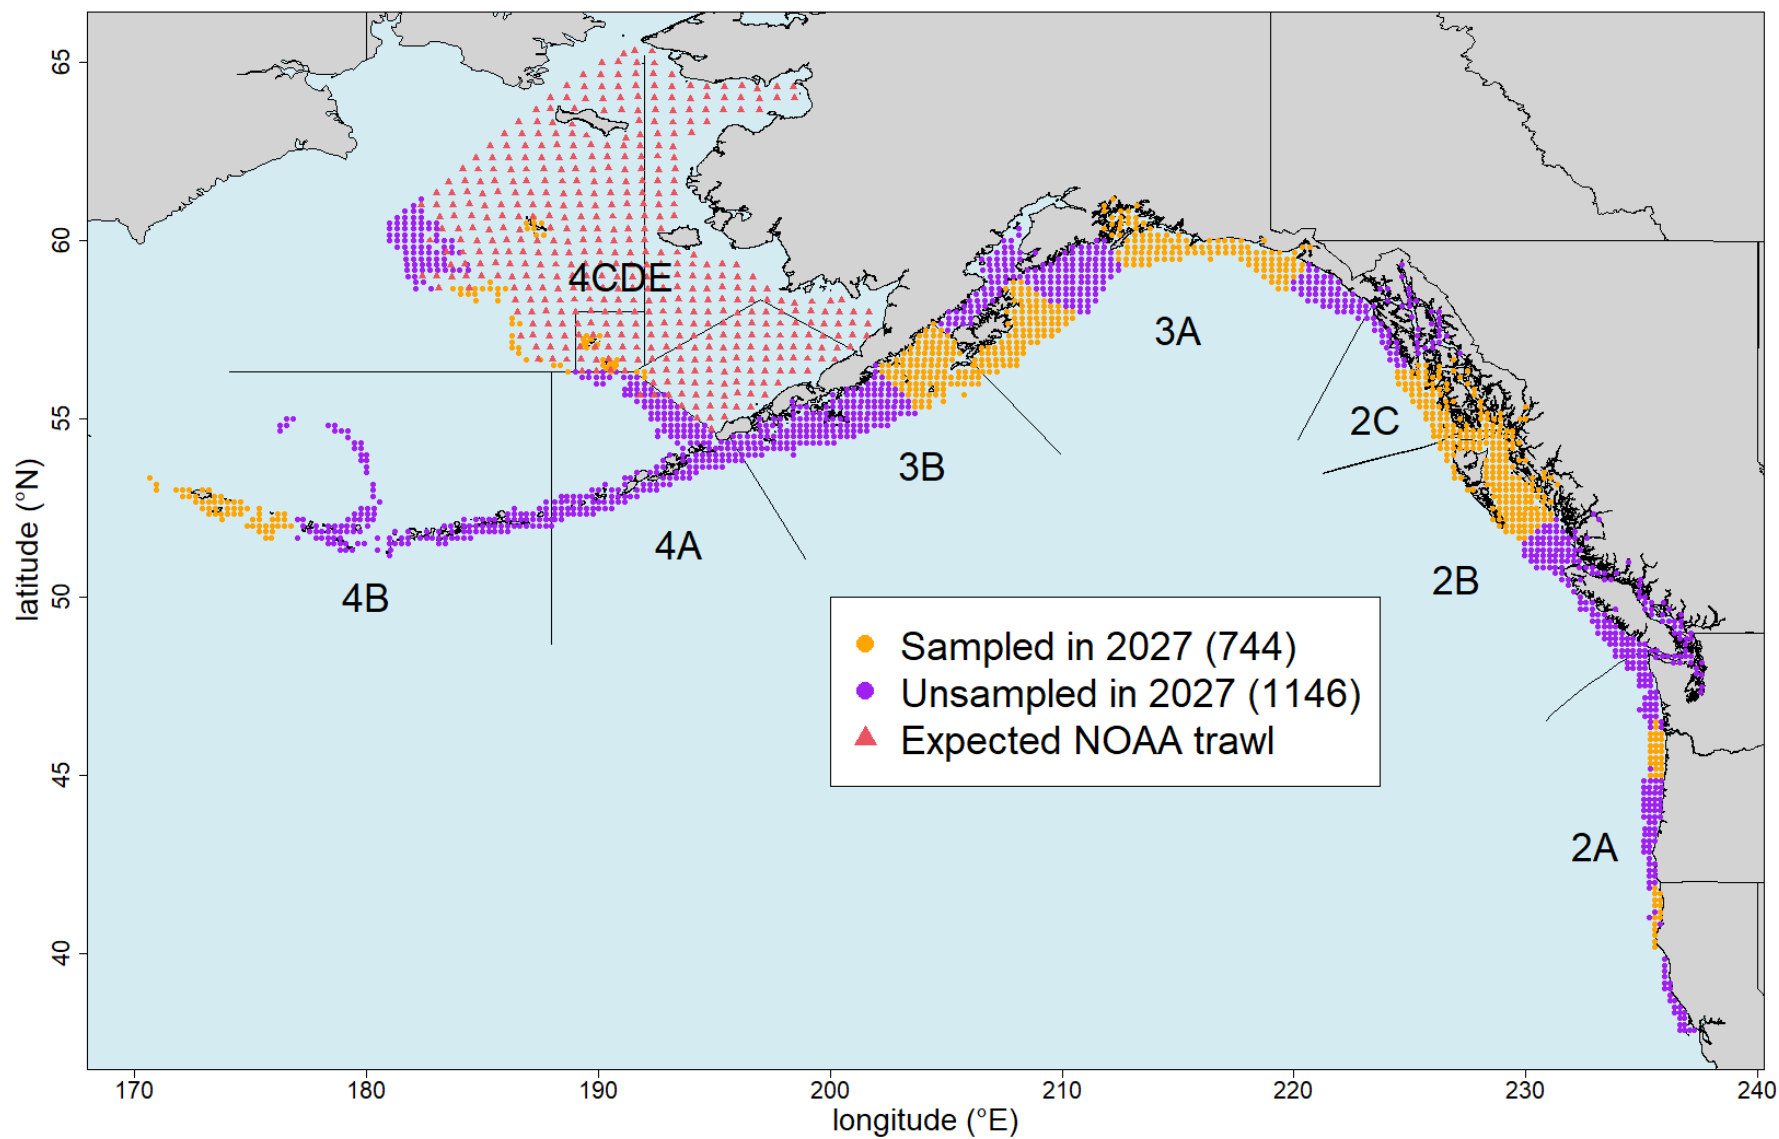 65
60
55
50
45
40
latitude (°N)
4CDE
3A
2C
3B
4A
4B
2B
2A
Sampled in 2027 (744)
Unsampled in 2027 (1146)
Expected NOAA trawl
170
180
190
200
210
220
230
240
longitude (°E)